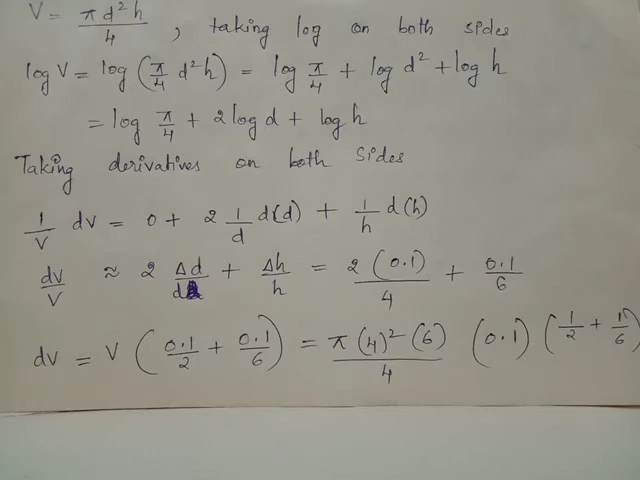 V = πd²h/4 , taking log on both sides
log V = log (π/4 d²h) = log π/4 + log d² + log h
= log π/4 + 2 log d + log h
Taking derivatives on both sides
1/V dv = 0 + 2 1/d d(d) + 1/h d(h)
dv/V ≈ 2 Δd/d + Δh/h = 2(0.1)/4 + 0.1/6
dv = V (0.1/2 + 0.1/6) = π(4)²(6)/4 (0.1) (1/2 + 1/6)